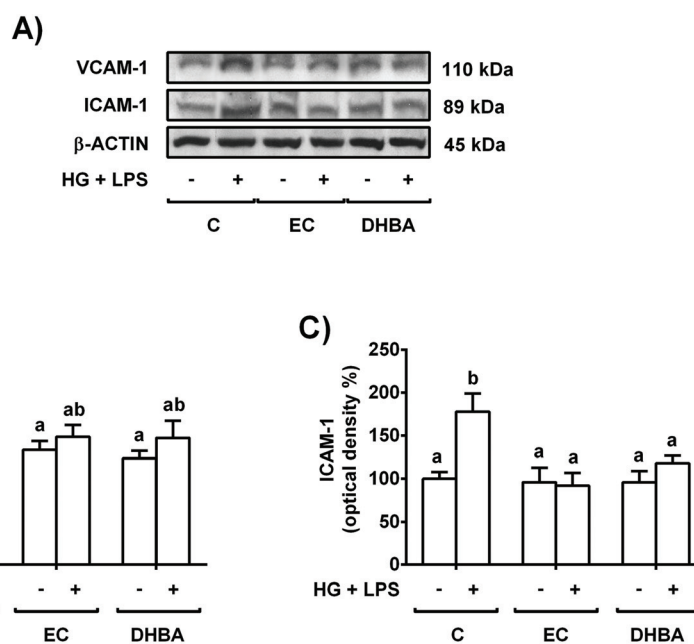 A)
VCAM-1 110 kDa
ICAM-1 89 kDa
β-ACTIN 45 kDa
HG + LPS - + - + - +
C EC DHBA
a ab a ab
- + - +
EC DHBA
C)
ICAM-1
(optical density %)
250
200
150
100
50
0
a b a a a a
HG + LPS - + - + - +
C EC DHBA